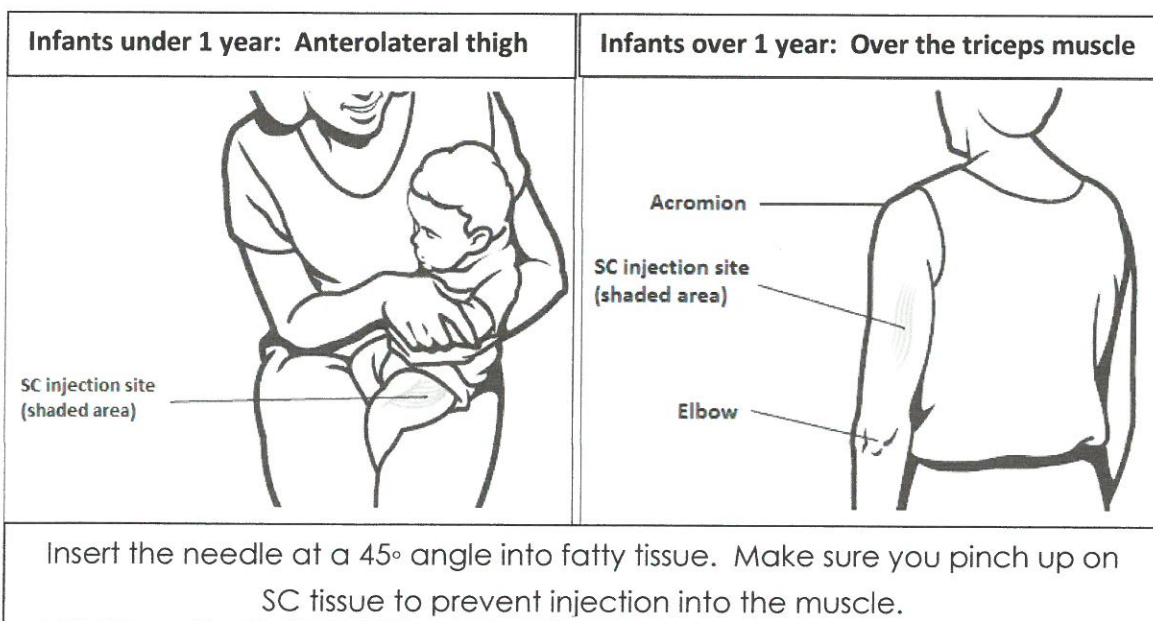 Infants under 1 year: Anterolateral thigh
Infants over 1 year: Over the triceps muscle
SC injection site
(shaded area)
Acromion
SC injection site
(shaded area)
Elbow
Insert the needle at a 45° angle into fatty tissue. Make sure you pinch up on
SC tissue to prevent injection into the muscle.